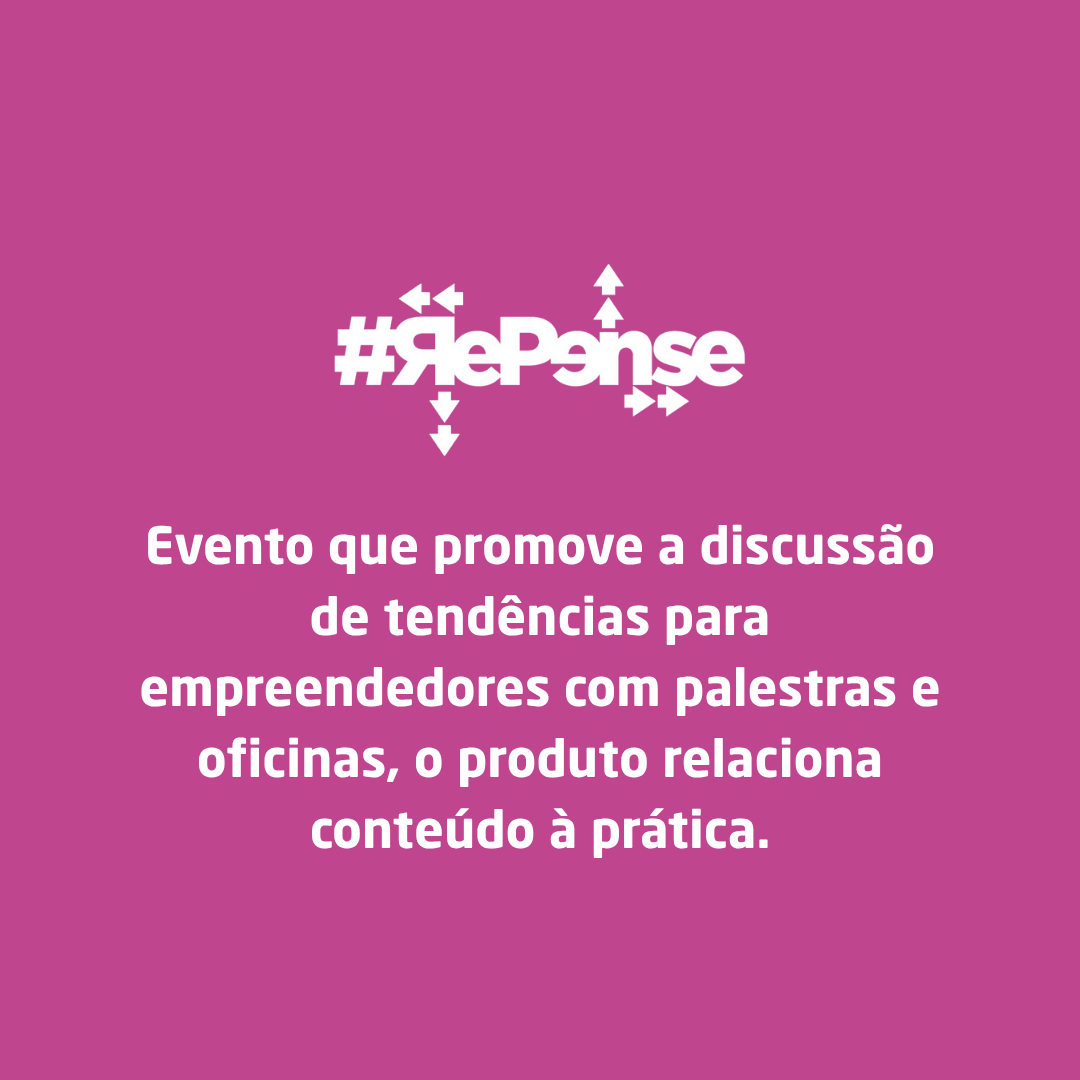 #RePense
Evento que promove a discussão
de tendências para
empreendedores com palestras e
oficinas, o produto relaciona
conteúdo à prática.